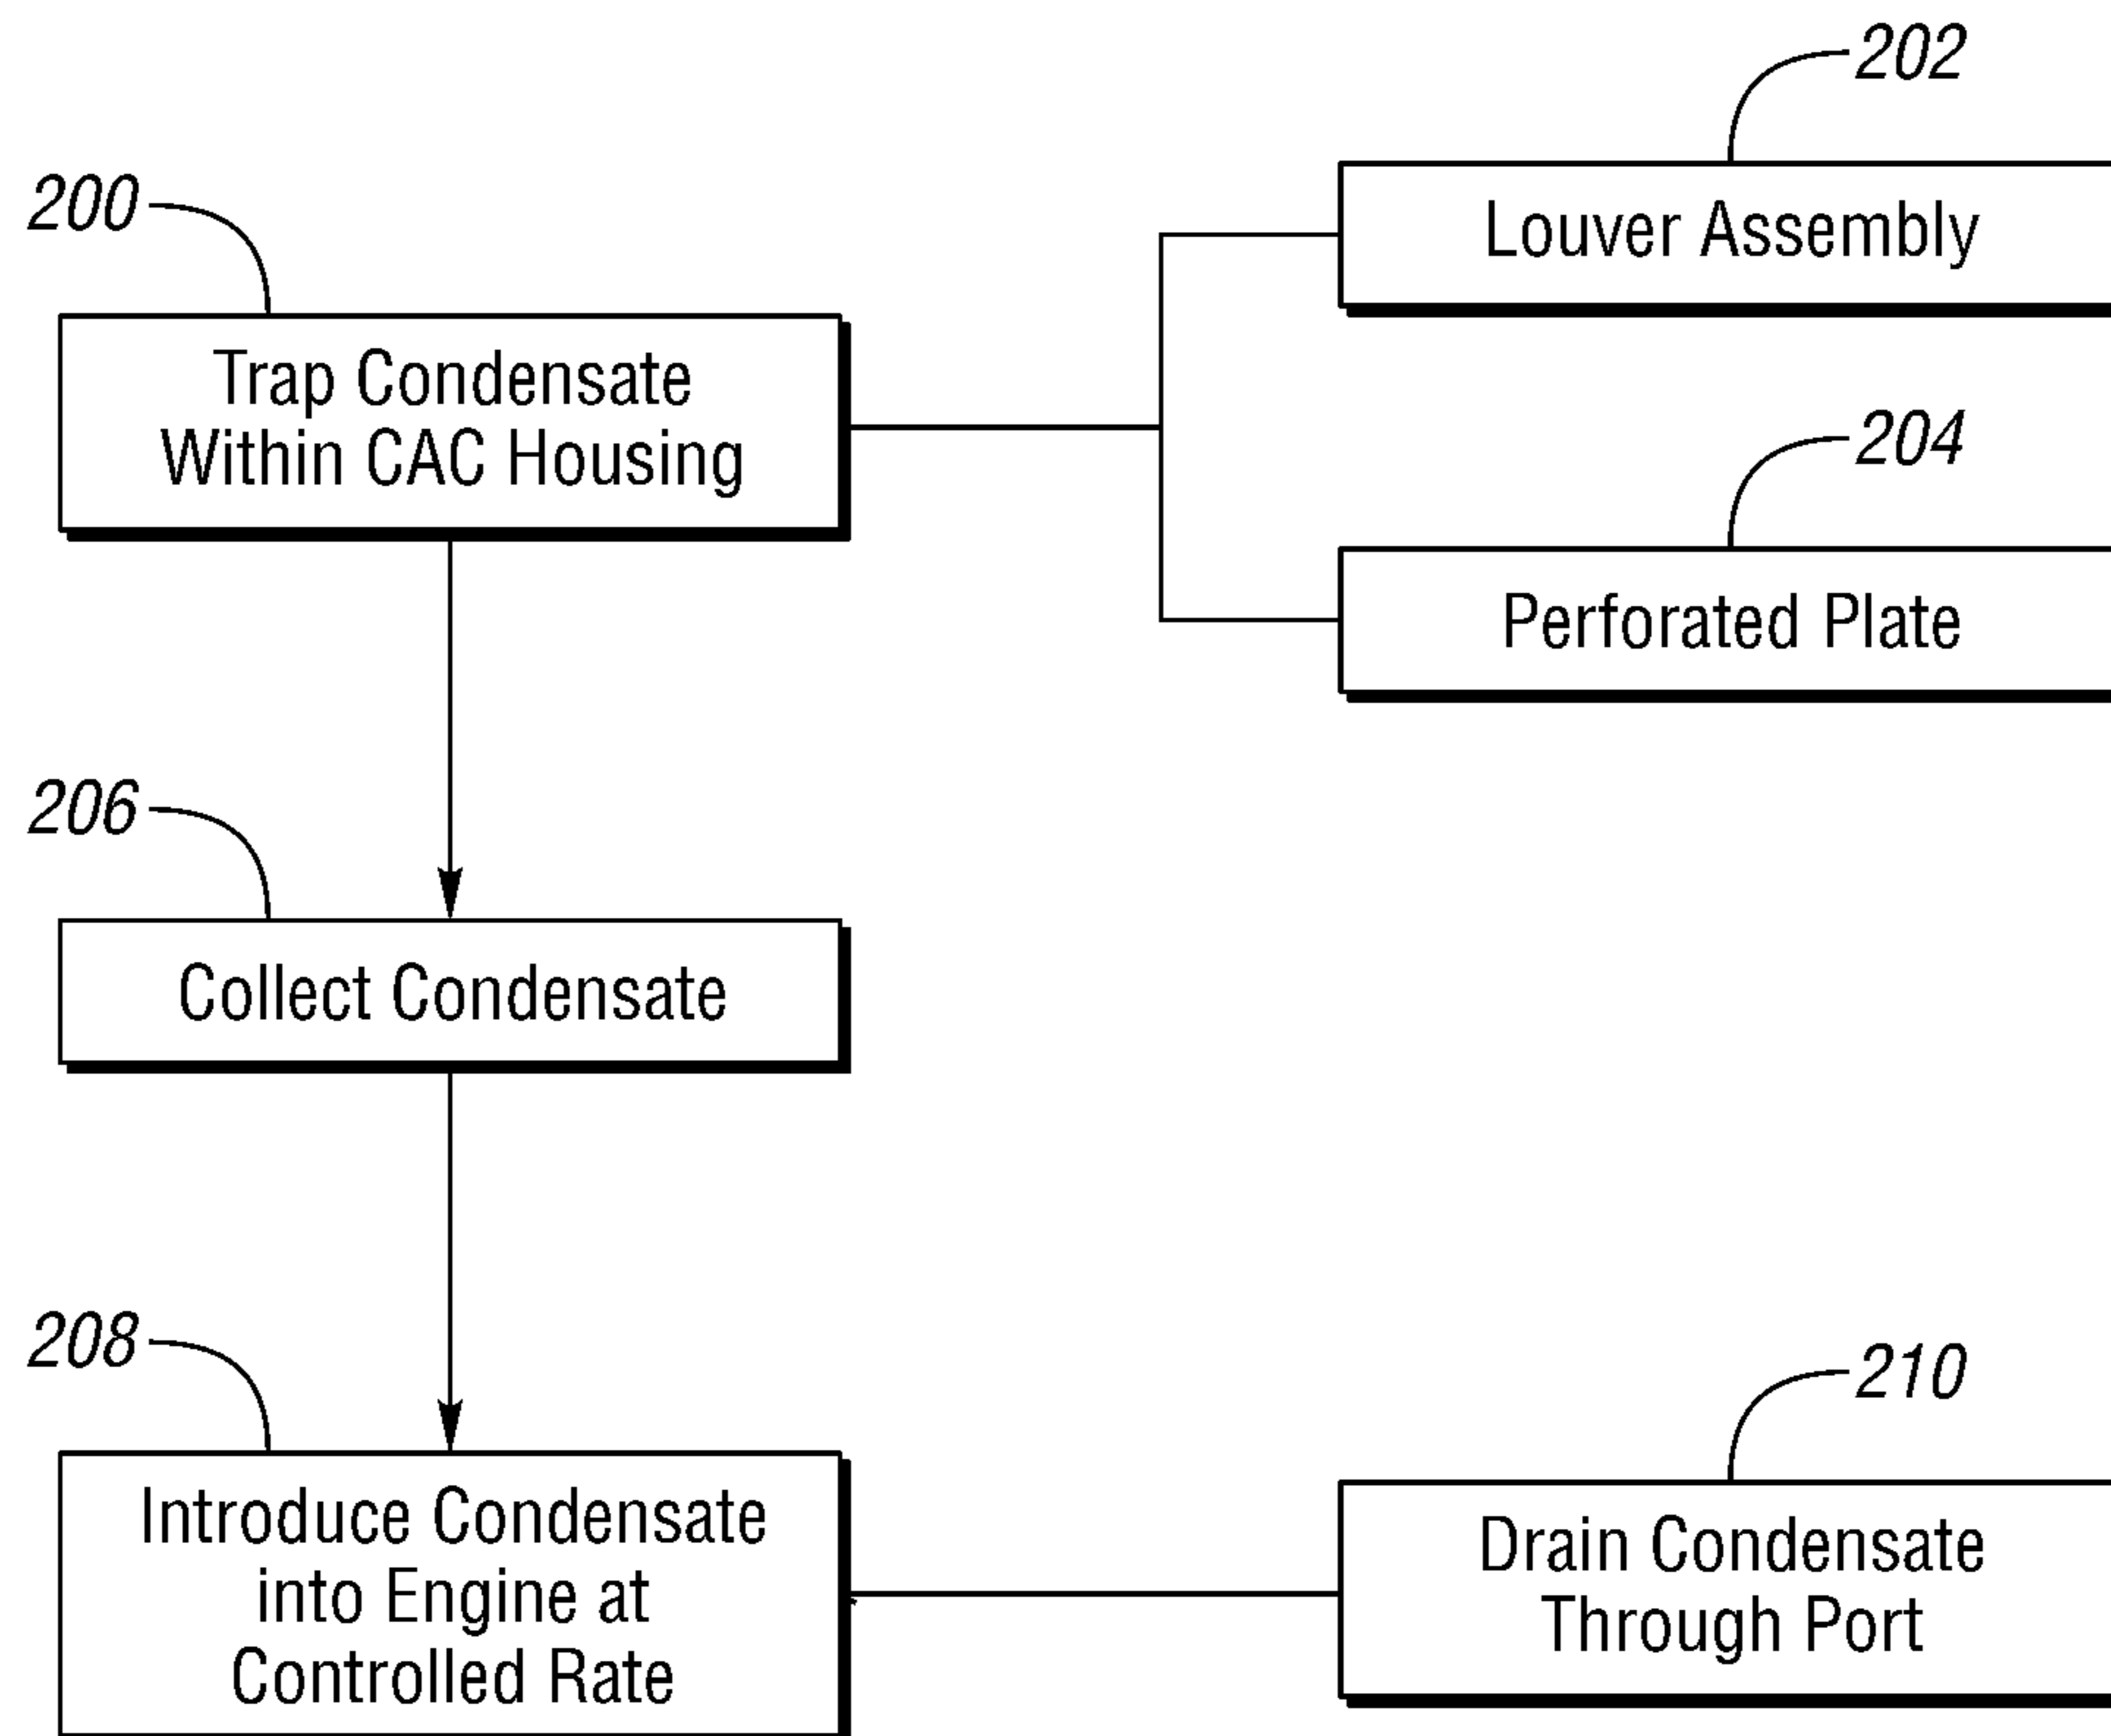 202
Louver Assembly
200
Trap Condensate
Within CAC Housing
204
Perforated Plate
206
Collect Condensate
208
Introduce Condensate
into Engine at
Controlled Rate
210
Drain Condensate
Through Port